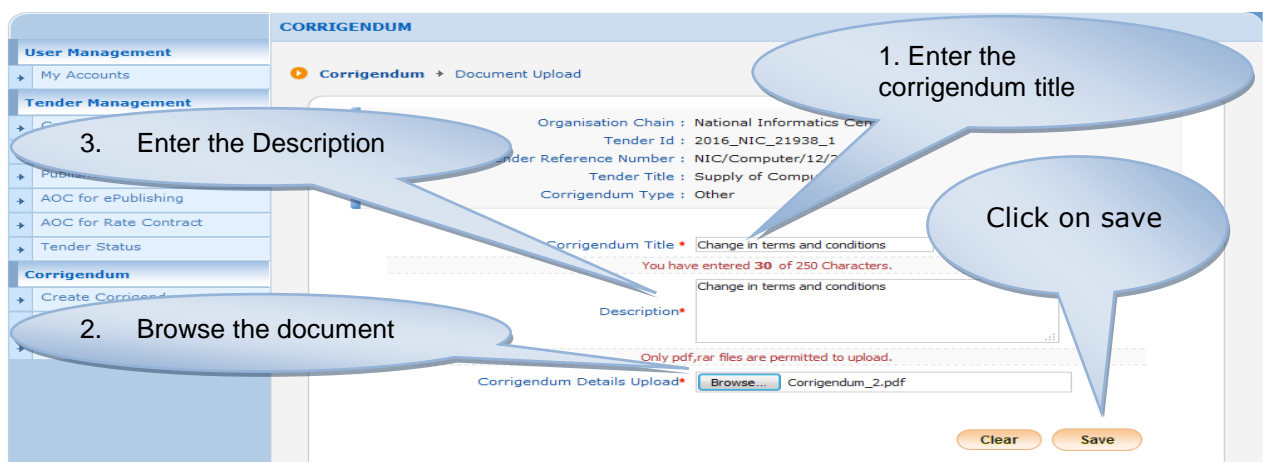 CORRIGENDUM
User Management
My Accounts
Tender Management
AOC for ePublishing
AOC for Rate Contract
Tender Status
Corrigendum
Create
Corrigendum Document Upload
Organisation Chain : National Informatics
Tender Id : 2016_NIC_21938_1
Reference Number : NIC/Computer/12/
Tender Title : Supply of
Corrigendum Type : Other
Corrigendum Title * Change in terms and conditions
You have entered 30 of 250 Characters.
Description* Change in terms and conditions
Only pdf,rar files are permitted to upload.
Corrigendum Details Upload* Browse... Corrigendum_2.pdf
Clear Save
1. Enter the
corrigendum title
3. Enter the Description
2. Browse the document
Click on save